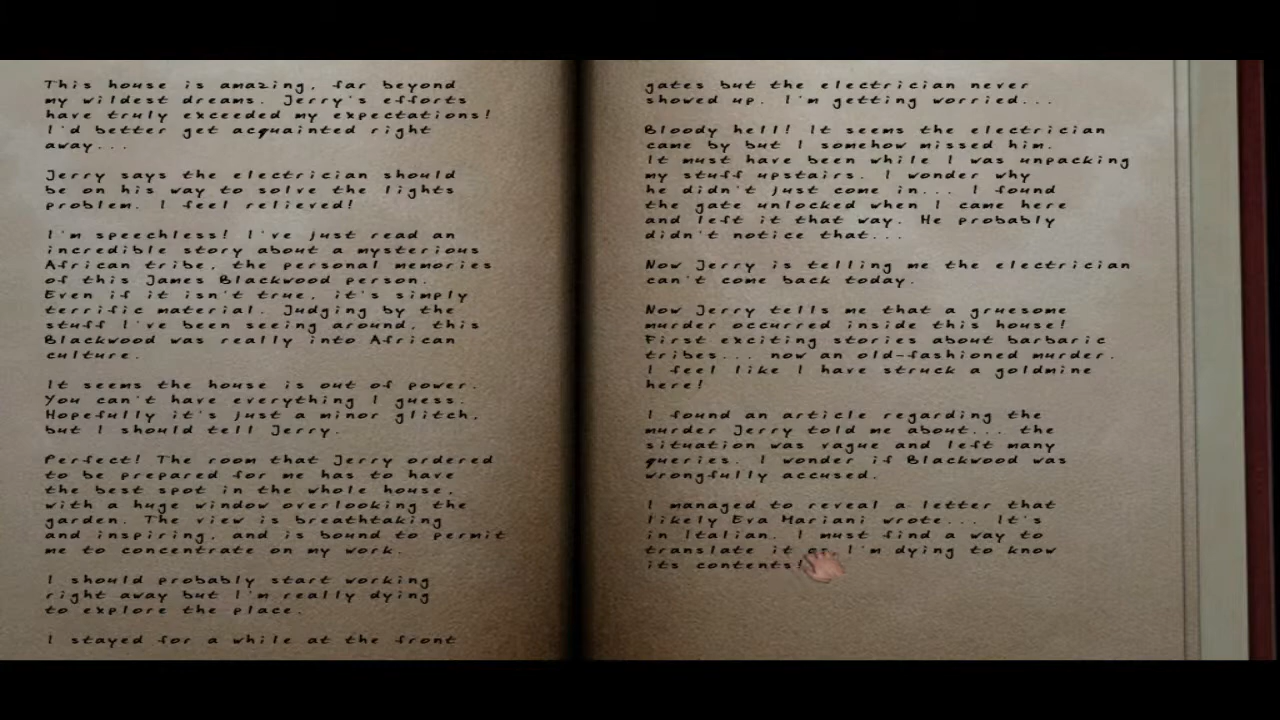 This house is amazing, far beyond
my wildest dreams. Jerry's efforts
have truly exceeded my expectations!
I'd better get acquainted right
away...
Jerry says the electrician should
be on his way to solve the lights
problem. I feel relieved!
I'm speechless! I've just read an
incredible story about a mysterious
African tribe, the personal memories
of this James Blackwood person.
Even if it isn't true, it's simply
terrific material. Judging by the
stuff I've been seeing around, this
Blackwood was really into African
culture.
It seems the house is out of power.
You can't have everything I guess.
Hopefully it's just a minor glitch,
but I should tell Jerry.
Perfect! The room that Jerry ordered
to be prepared for me has to have
the best spot in the whole house,
with a huge window overlooking the
garden. The view is breathtaking
and inspiring, and is bound to permit
me to concentrate on my work.
I should probably start working
right away but I'm really dying
to explore the place.
I stayed for a while at the front
gates but the electrician never
showed up. I'm getting worried...
Bloody hell! It seems the electrician
came by but I somehow missed him.
It must have been while I was unpacking
my stuff upstairs. I wonder why
he didn't just come in... I found
the gate unlocked when I came here
and left it that way. He probably
didn't notice that...
Now Jerry is telling me the electrician
can't come back today.
Now Jerry tells me that a gruesome
murder occurred inside this house!
First exciting stories about barbaric
tribes... now an old-fashioned murder.
I feel like I have struck a goldmine
here!
I found an article regarding the
murder Jerry told me about... the
situation was vague and left many
queries. I wonder if Blackwood was
wrongfully accused.
I managed to reveal a letter that
likely Eva Mariani wrote... It's
in Italian. I must find a way to
translate it as I'm dying to know
its contents!